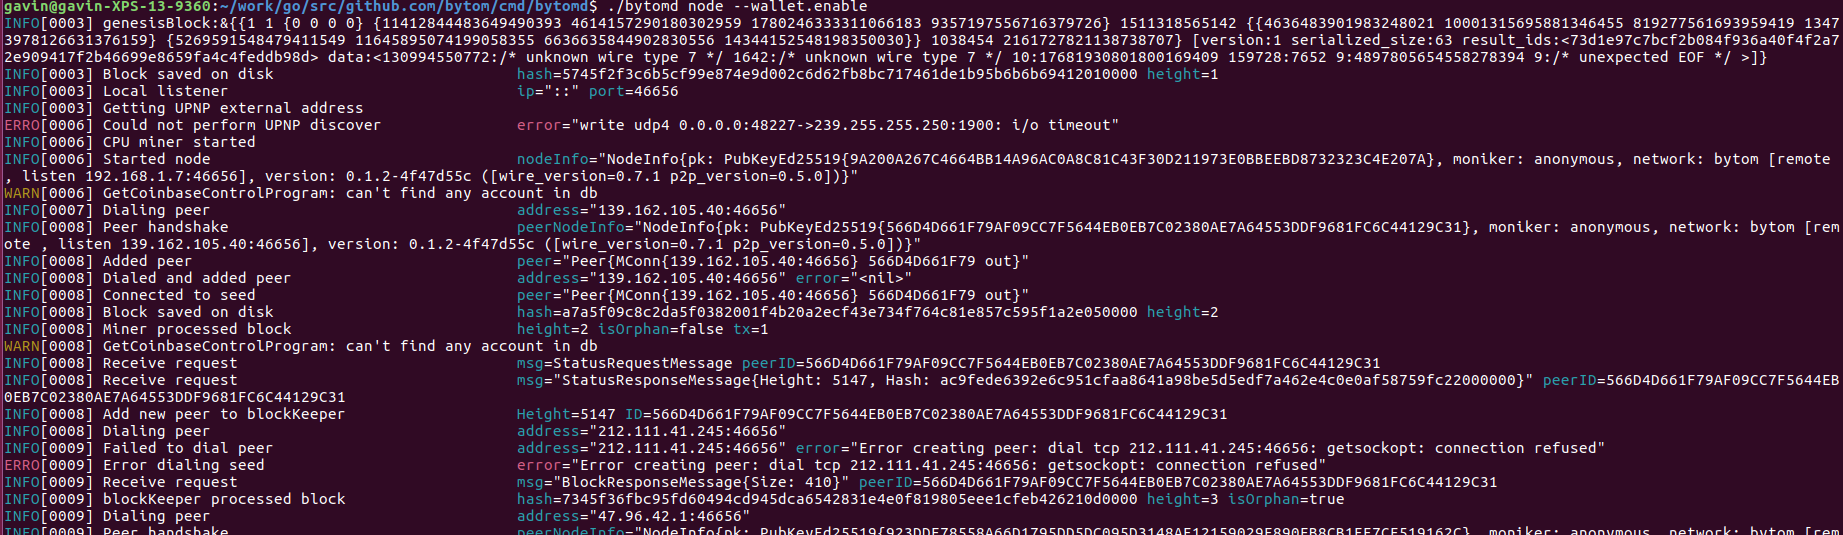 gavin@gavin-XPS-13-9360:~/work/go/src/github.com/bytom/cmd/bytomd$ ./bytomd node --wallet.enable
INFO[0003] genesisBlock:&{{1 1 {0 0 0 0} {11412844483649490393 4614157290180302959 1780246333311066183 9357197556716379726} 1511318565142 {{4636483901983248021 10001315695881346455 819277561693959419 1347
3978126631376159} {5269591548479411549 11645895074199058355 6636635844902830556 14344152548198350030}} 1038454 2161727821138738707} [version:1 serialized_size:63 result_ids:<73d1e97c7bcf2b084f936a40f4f2a7
2e909417f2b46699e8659fa4c4feddb98d> data:<130994550772:/* unknown wire type 7 */ 1642:/* unknown wire type 7 */ 10:17681930801800169409 159728:7652 9:4897805654558278394 9:/* unexpected EOF */ >]}
INFO[0003] Block saved on disk hash=5745f2f3c6b5cf99e874e9d002c6d62fb8bc717461de1b95b6b6b69412010000 height=1
INFO[0003] Local listener ip="::" port=46656
INFO[0003] Getting UPNP external address
ERRO[0006] Could not perform UPNP discover error="write udp4 0.0.0.0:48227->239.255.255.250:1900: i/o timeout"
INFO[0006] CPU miner started
INFO[0006] Started node nodeInfo="NodeInfo{pk: PubKeyEd25519{9A200A267C4664BB14A96AC0A8C81C43F30D211973E0BBEEBD8732323C4E207A}, moniker: anonymous, network: bytom [remote
, listen 192.168.1.7:46656], version: 0.1.2-4f47d55c ([wire_version=0.7.1 p2p_version=0.5.0])}"
WARN[0006] GetCoinbaseControlProgram: can't find any account in db
INFO[0007] Dialing peer address="139.162.105.40:46656"
INFO[0008] Peer handshake peerNodeInfo="NodeInfo{pk: PubKeyEd25519{566D4D661F79AF09CC7F5644EB0EB7C02380AE7A64553DDF9681FC6C44129C31}, moniker: anonymous, network: bytom [rem
ote , listen 139.162.105.40:46656], version: 0.1.2-4f47d55c ([wire_version=0.7.1 p2p_version=0.5.0])}"
INFO[0008] Added peer peer="Peer{MConn{139.162.105.40:46656} 566D4D661F79 out}"
INFO[0008] Dialed and added peer address="139.162.105.40:46656" error="<nil>"
INFO[0008] Connected to seed peer="Peer{MConn{139.162.105.40:46656} 566D4D661F79 out}"
INFO[0008] Block saved on disk hash=a7a5f09c8c2da5f0382001f4b20a2ecf43e734f764c81e857c595f1a2e050000 height=2
INFO[0008] Miner processed block height=2 isOrphan=false tx=1
WARN[0008] GetCoinbaseControlProgram: can't find any account in db
INFO[0008] Receive request msg=StatusRequestMessage peerID=566D4D661F79AF09CC7F5644EB0EB7C02380AE7A64553DDF9681FC6C44129C31
INFO[0008] Receive request msg="StatusResponseMessage{Height: 5147, Hash: ac9fede6392e6c951cfaa8641a98be5d5edf7a462e4c0e0af58759fc22000000}" peerID=566D4D661F79AF09CC7F5644EB
0EB7C02380AE7A64553DDF9681FC6C44129C31
INFO[0008] Add new peer to blockKeeper Height=5147 ID=566D4D661F79AF09CC7F5644EB0EB7C02380AE7A64553DDF9681FC6C44129C31
INFO[0008] Dialing peer address="212.111.41.245:46656"
INFO[0009] Failed to dial peer address="212.111.41.245:46656" error="Error creating peer: dial tcp 212.111.41.245:46656: getsockopt: connection refused"
ERRO[0009] Error dialing seed error="Error creating peer: dial tcp 212.111.41.245:46656: getsockopt: connection refused"
INFO[0009] Receive request msg="BlockResponseMessage{Size: 410}" peerID=566D4D661F79AF09CC7F5644EB0EB7C02380AE7A64553DDF9681FC6C44129C31
INFO[0009] blockKeeper processed block hash=7345f36fbc95fd60494cd945dca6542831e4e0f819805eee1cfeb426210d0000 height=3 isOrphan=true
INFO[0009] Dialing peer address="47.96.42.1:46656"
INFO[0009] Peer handshake peerNodeInfo="NodeInfo{pk: moniker: anonymous, network: bytom [rem